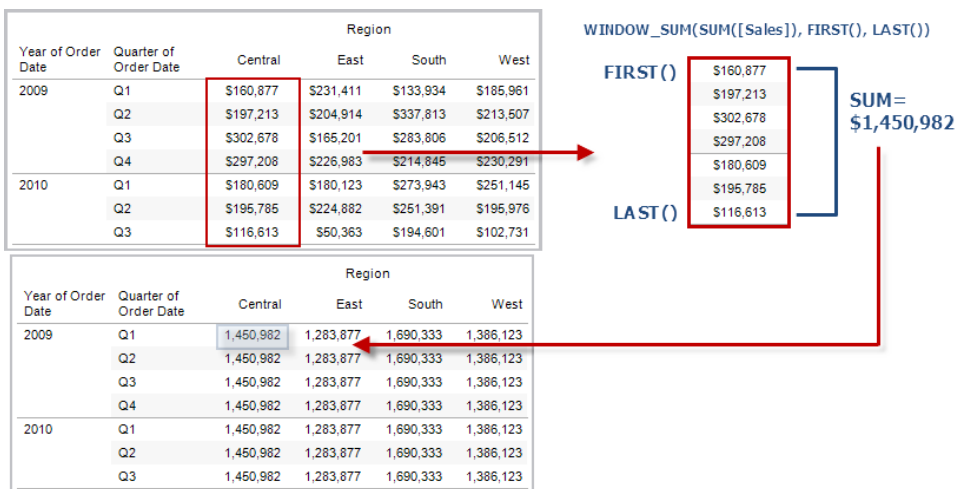 Region
Year of Order Date Quarter of Order Date Central East South West
2009 Q1 $160,877 $231,411 $133,934 $185,961
Q2 $197,213 $204,914 $337,813 $213,507
Q3 $302,678 $165,201 $283,806 $206,512
Q4 $297,208 $226,983 $214,845 $230,291
2010 Q1 $180,609 $180,123 $273,943 $251,145
Q2 $195,785 $224,882 $251,391 $195,976
Q3 $116,613 $50,363 $194,601 $102,731
WINDOW_SUM(SUM([Sales]), FIRST(), LAST())
FIRST() $160,877
$197,213
$302,678
$297,208
$180,609
$195,785
LAST() $116,613
SUM=
$1,450,982
Region
Year of Order Date Quarter of Order Date Central East South West
2009 Q1 1,450,982 1,283,877 1,690,333 1,386,123
Q2 1,450,982 1,283,877 1,690,333 1,386,123
Q3 1,450,982 1,283,877 1,690,333 1,386,123
Q4 1,450,982 1,283,877 1,690,333 1,386,123
2010 Q1 1,450,982 1,283,877 1,690,333 1,386,123
Q2 1,450,982 1,283,877 1,690,333 1,386,123
Q3 1,450,982 1,283,877 1,690,333 1,386,123